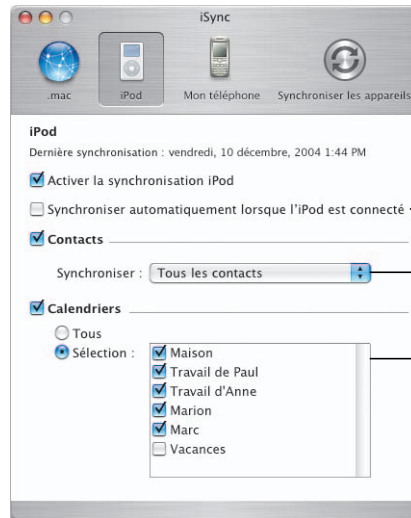 iSync
.mac
iPod
Mon téléphone
Synchroniser les appareils
iPod
Dernière synchronisation : vendredi, 10 décembre, 2004 1:44 PM
Activer la synchronisation iPod
Synchroniser automatiquement lorsque l'iPod est connecté
Contacts
Synchroniser : Tous les contacts
Calendriers
Tous
Sélection :
Maison
Travail de Paul
Travail d'Anne
Marion
Marc
Vacances